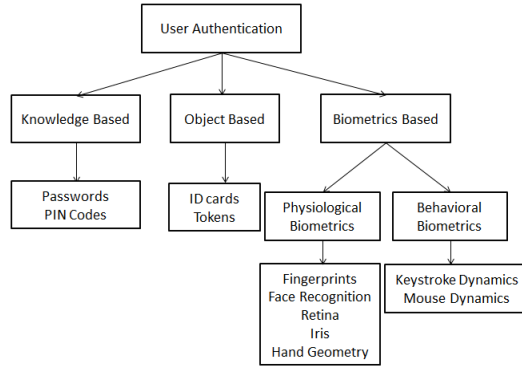 User Authentication
Knowledge Based
Object Based
Biometrics Based
Passwords
PIN Codes
ID cards
Tokens
Physiological
Biometrics
Behavioral
Biometrics
Fingerprints
Face Recognition
Retina
Iris
Hand Geometry
Keystroke Dynamics
Mouse Dynamics